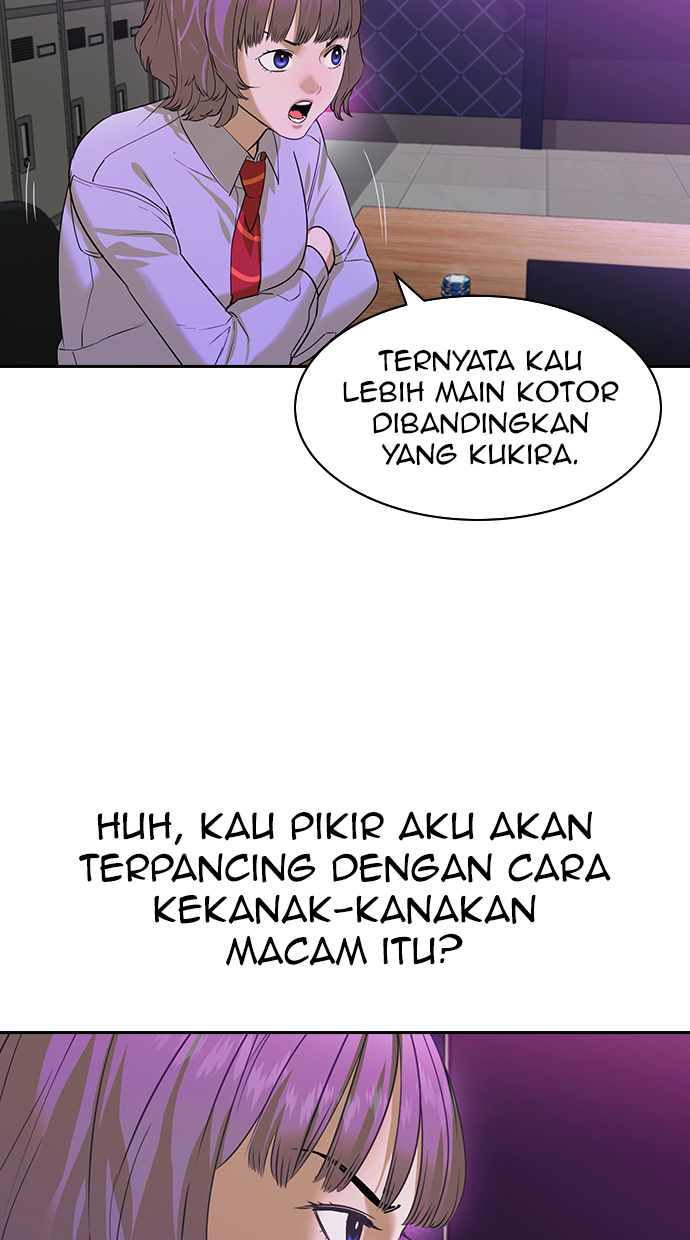 TERNYATA KAU
LEBIH MAIN KOTOR
DIBANDINGKAN
YANG KUKIRA.
HUH, KAU PIKIR AKU AKAN
TERPANCING DENGAN CARA
KEKANAK-KANAKAN
MACAM ITU?